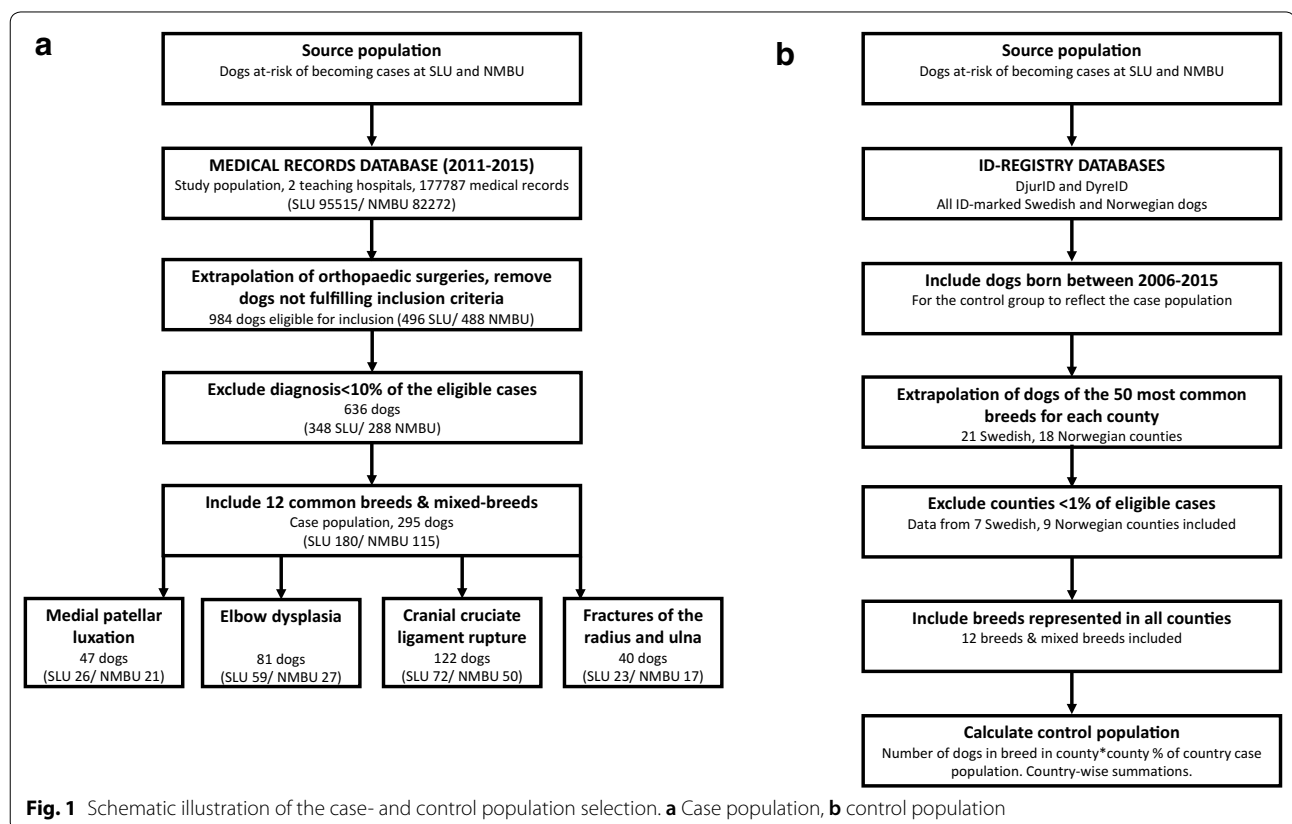 a
Source population
Dogs at-risk of becoming cases at SLU and NMBU
MEDICAL RECORDS DATABASE (2011-2015)
Study population, 2 teaching hospitals, 177787 medical records
(SLU 95515/ NMBU 82272)
Extrapolation of orthopaedic surgeries, remove
dogs not fulfilling inclusion criteria
984 dogs eligible for inclusion (496 SLU/ 488 NMBU)
Exclude diagnosis<10% of the eligible cases
636 dogs
(348 SLU/ 288 NMBU)
Include 12 common breeds & mixed-breeds
Case population, 295 dogs
(SLU 180/ NMBU 115)
Medial patellar
luxation
47 dogs
(SLU 26/ NMBU 21)
Elbow dysplasia
81 dogs
(SLU 59/ NMBU 27)
Cranial cruciate
ligament rupture
122 dogs
(SLU 72/ NMBU 50)
Fractures of the
radius and ulna
40 dogs
(SLU 23/ NMBU 17)
b
Source population
Dogs at-risk of becoming cases at SLU and NMBU
ID-REGISTRY DATABASES
DjurID and DyreID
All ID-marked Swedish and Norwegian dogs
Include dogs born between 2006-2015
For the control group to reflect the case population
Extrapolation of dogs of the 50 most common
breeds for each county
21 Swedish, 18 Norwegian counties
Exclude counties <1% of eligible cases
Data from 7 Swedish, 9 Norwegian counties included
Include breeds represented in all counties
12 breeds & mixed breeds included
Calculate control population
Number of dogs in breed in county*county % of country case
population. Country-wise summations.
Fig. 1 Schematic illustration of the case- and control population selection. a Case population, b control population